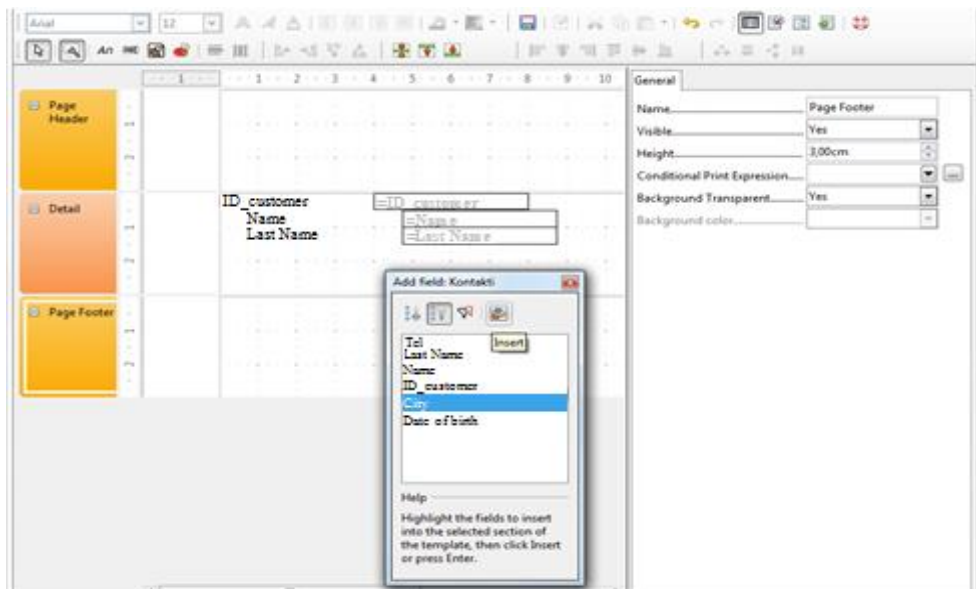 Arial 12
1 1 2 3 4 5 6 7 8 9 10
Page
Header
Detail
ID_customer =ID_customer
Name =Name
Last Name =Last Name
Page Footer
Add field: Kontakti
Insert
Tel
Last Name
Name
ID_customer
City
Date of birth
Help
Highlight the fields to insert
into the selected section of
the template, then click Insert
or press Enter.
General
Name Page Footer
Visible Yes
Height 3,00cm
Conditional Print Expression
Background Transparent Yes
Background color